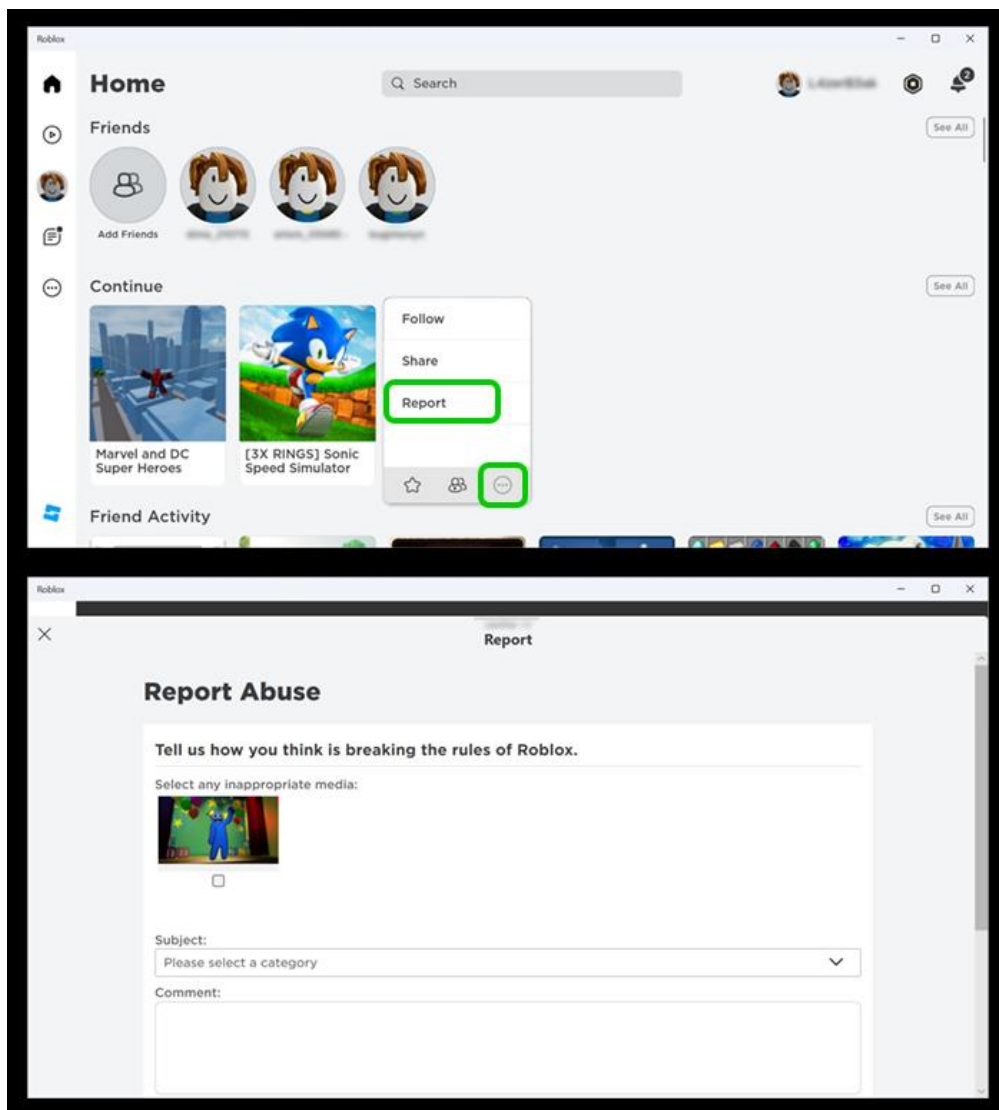 Roblox
Home
Search
2
Friends
See All
Add Friends
Continue
See All
Follow
Share
Report
Marvel and DC
Super Heroes
[3X RINGS] Sonic
Speed Simulator
Friend Activity
See All
Roblox
Report
Report Abuse
Tell us how you think is breaking the rules of Roblox.
Select any inappropriate media:
Subject:
Please select a category
Comment: